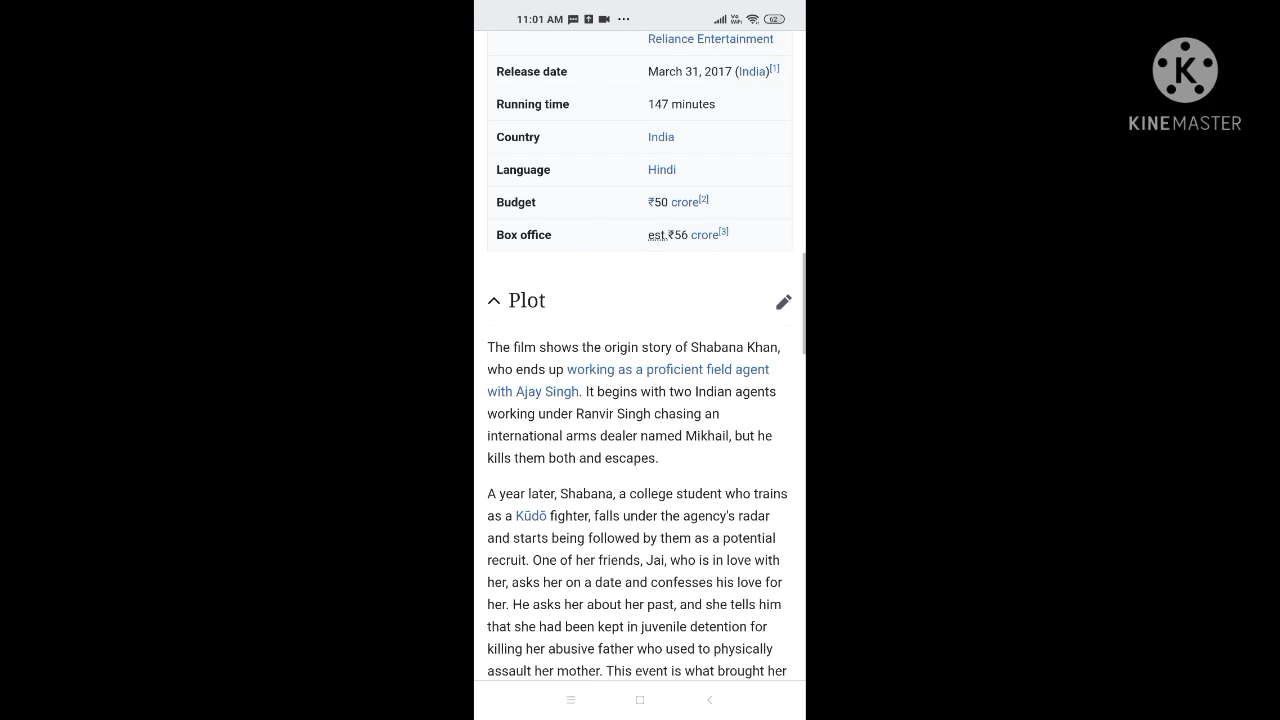 11:01 AM
Vo WiFi
62
K
KINEMASTER
Reliance Entertainment
Release date March 31, 2017 (India)[1]
Running time 147 minutes
Country India
Language Hindi
Budget ₹50 crore[2]
Box office est.₹56 crore[3]
Plot
The film shows the origin story of Shabana Khan,
who ends up working as a proficient field agent
with Ajay Singh. It begins with two Indian agents
working under Ranvir Singh chasing an
international arms dealer named Mikhail, but he
kills them both and escapes.
A year later, Shabana, a college student who trains
as a Kūdō fighter, falls under the agency's radar
and starts being followed by them as a potential
recruit. One of her friends, Jai, who is in love with
her, asks her on a date and confesses his love for
her. He asks her about her past, and she tells him
that she had been kept in juvenile detention for
killing her abusive father who used to physically
assault her mother. This event is what brought her